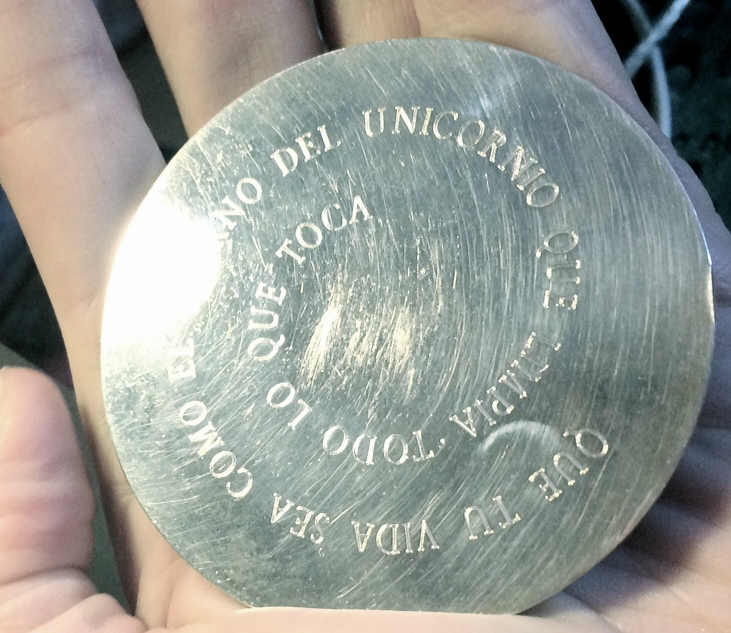 QUE TU VIDA SEA COMO EL DEL UNICORNIO QUE LIMPIA TODO LO QUE TOCA